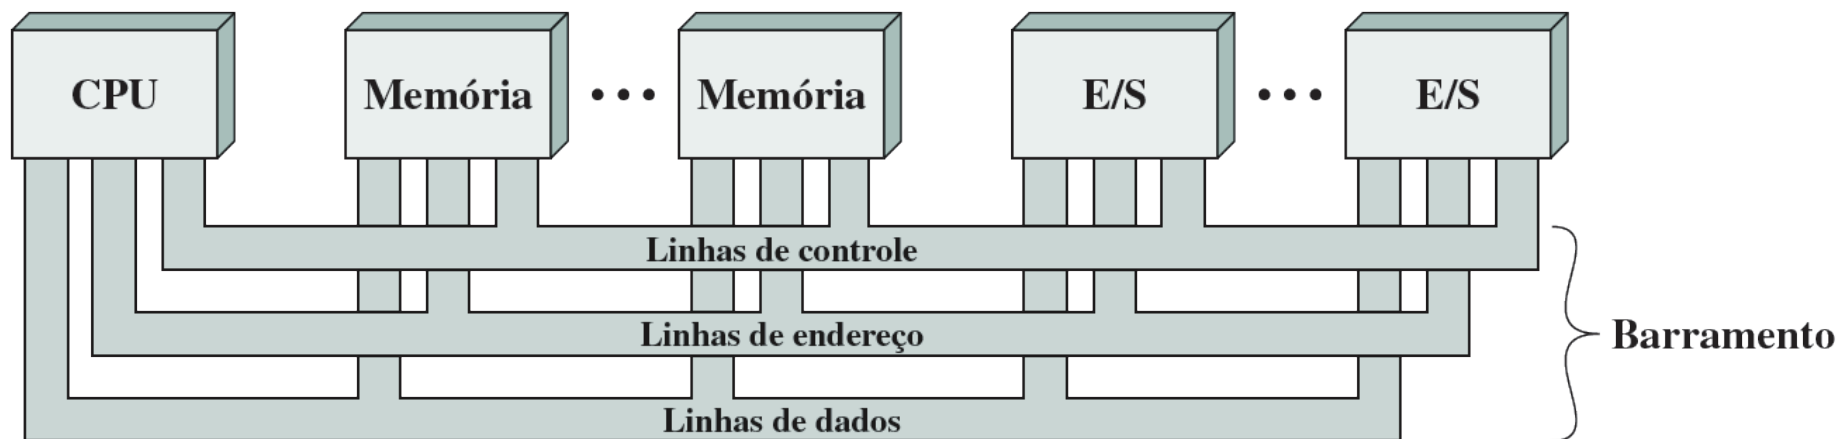 CPU
Memória
• • •
Memória
E/S
• • •
E/S
Linhas de controle
Linhas de endereço
Barramento
Linhas de dados